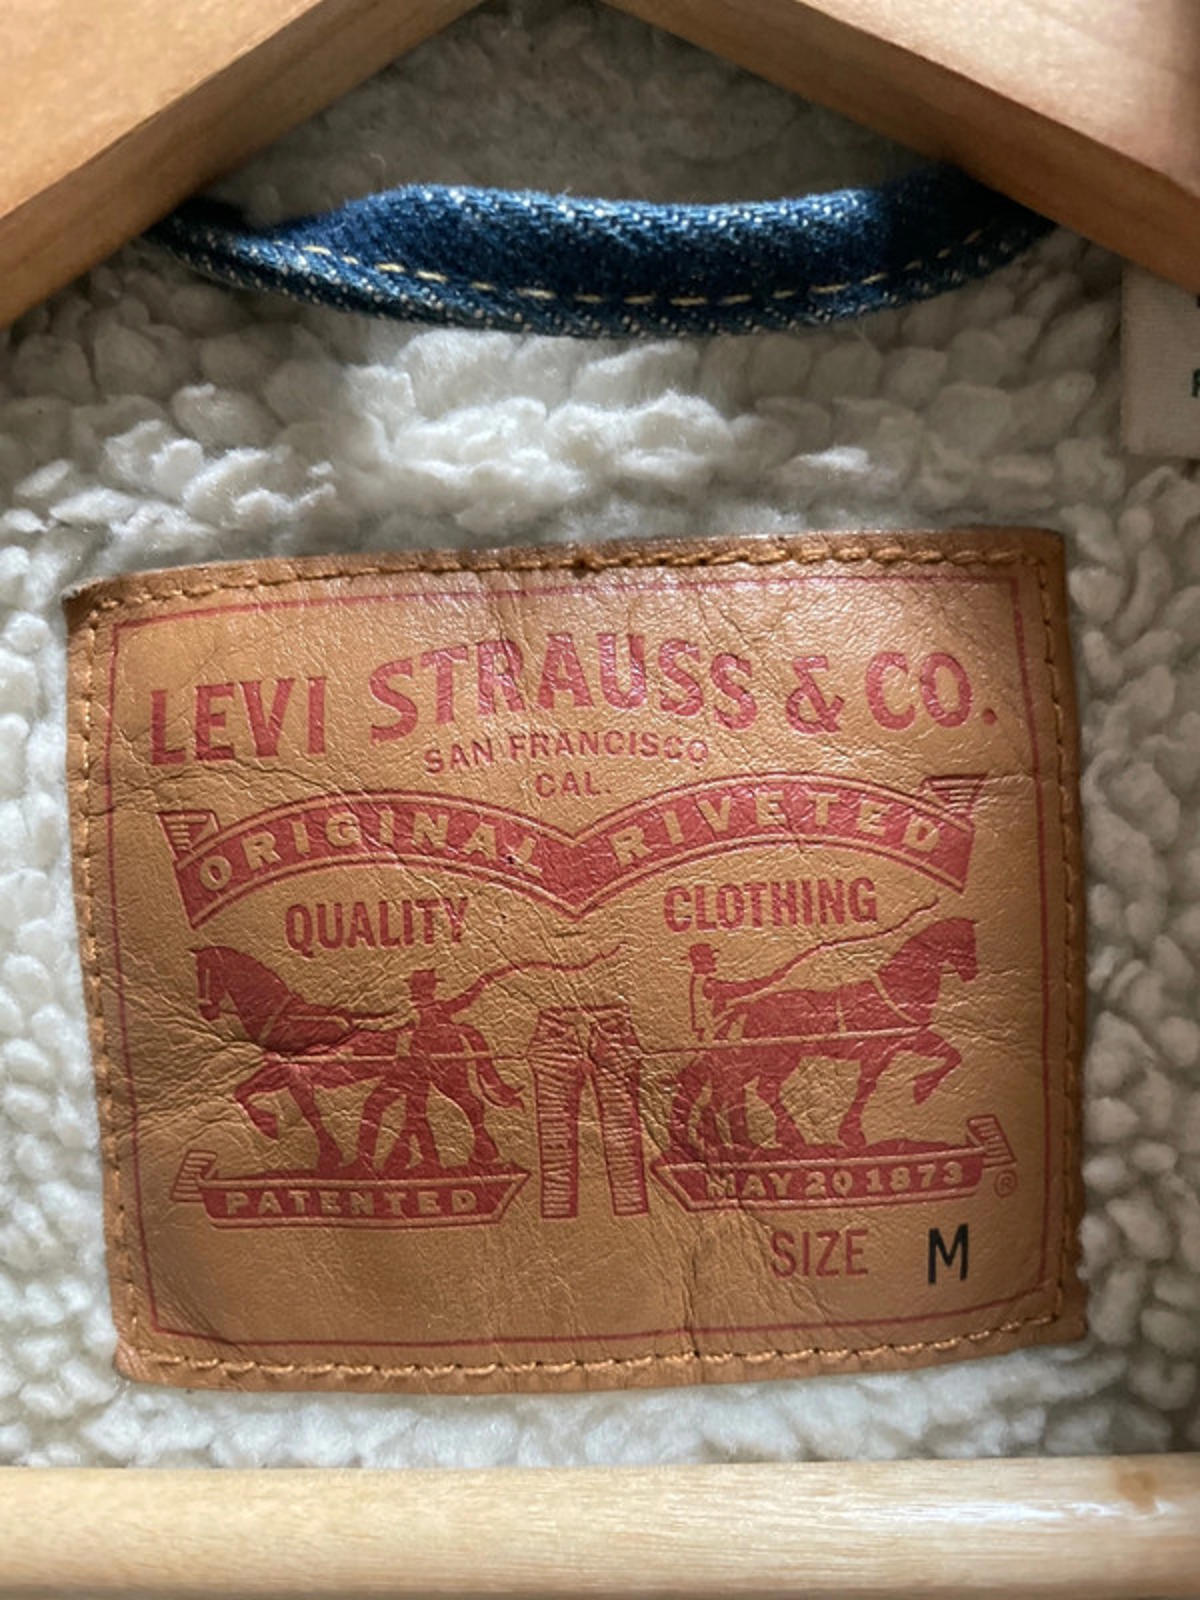 LEVI STRAUSS & CO.
SAN FRANCISCO
CAL.
ORIGINAL RIVETED
QUALITY CLOTHING
PATENTED MAY 20 1873 ®
SIZE M